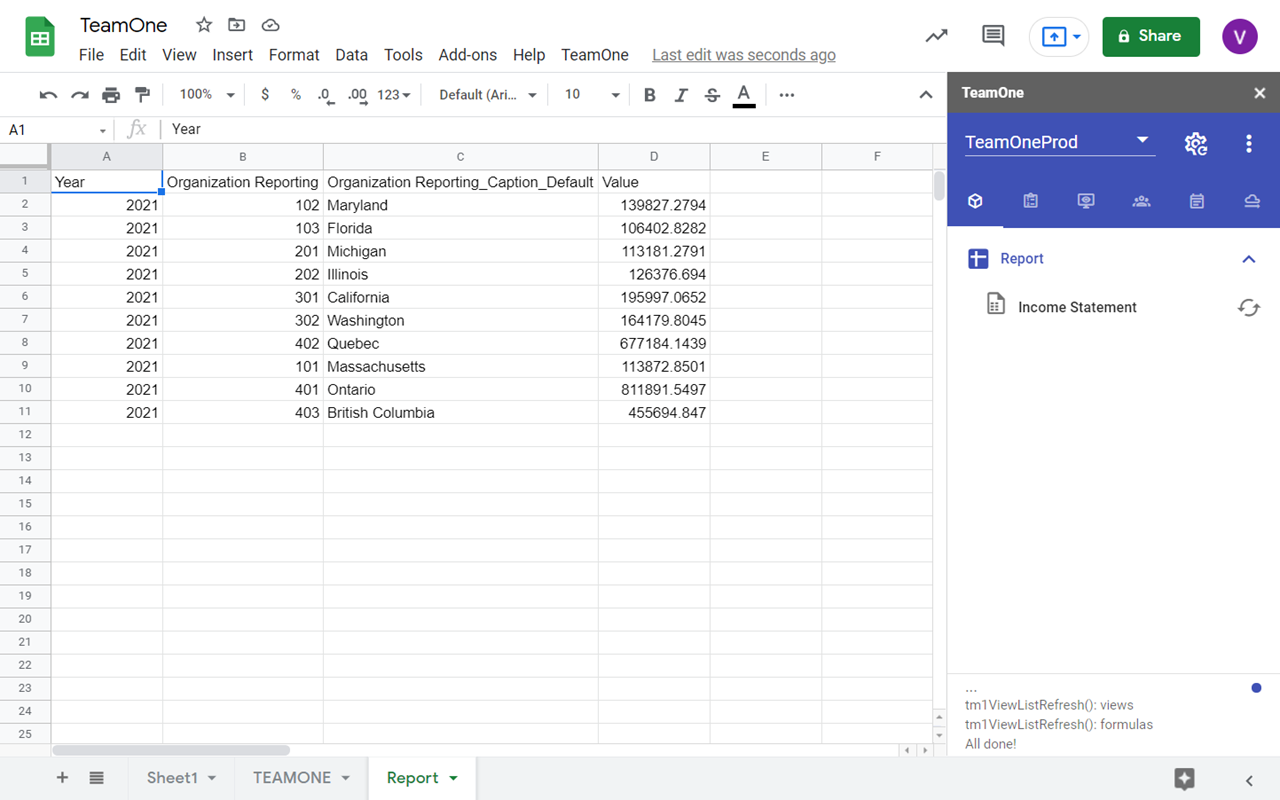 TeamOne
File Edit View Insert Format Data Tools Add-ons Help TeamOne Last edit was seconds ago
Share
V
100% $ % .0 .00 123 Default (Ari... 10 B I S A ...
TeamOne
A1 fx Year
TeamOneProd
A B C D E F
1 Year Organization Reporting Organization Reporting_Caption_Default Value
2 2021 102 Maryland 139827.2794
3 2021 103 Florida 106402.8282
4 2021 201 Michigan 113181.2791
5 2021 202 Illinois 126376.694
6 2021 301 California 195997.0652
7 2021 302 Washington 164179.8045
8 2021 402 Quebec 677184.1439
9 2021 101 Massachusetts 113872.8501
10 2021 401 Ontario 811891.5497
11 2021 403 British Columbia 455694.847
12
13
14
15
16
17
18
19
20
21
22
23
24
25
Report
Income Statement
...
tm1ViewListRefresh(): views
tm1ViewListRefresh(): formulas
All done!
Sheet1 TEAMONE Report